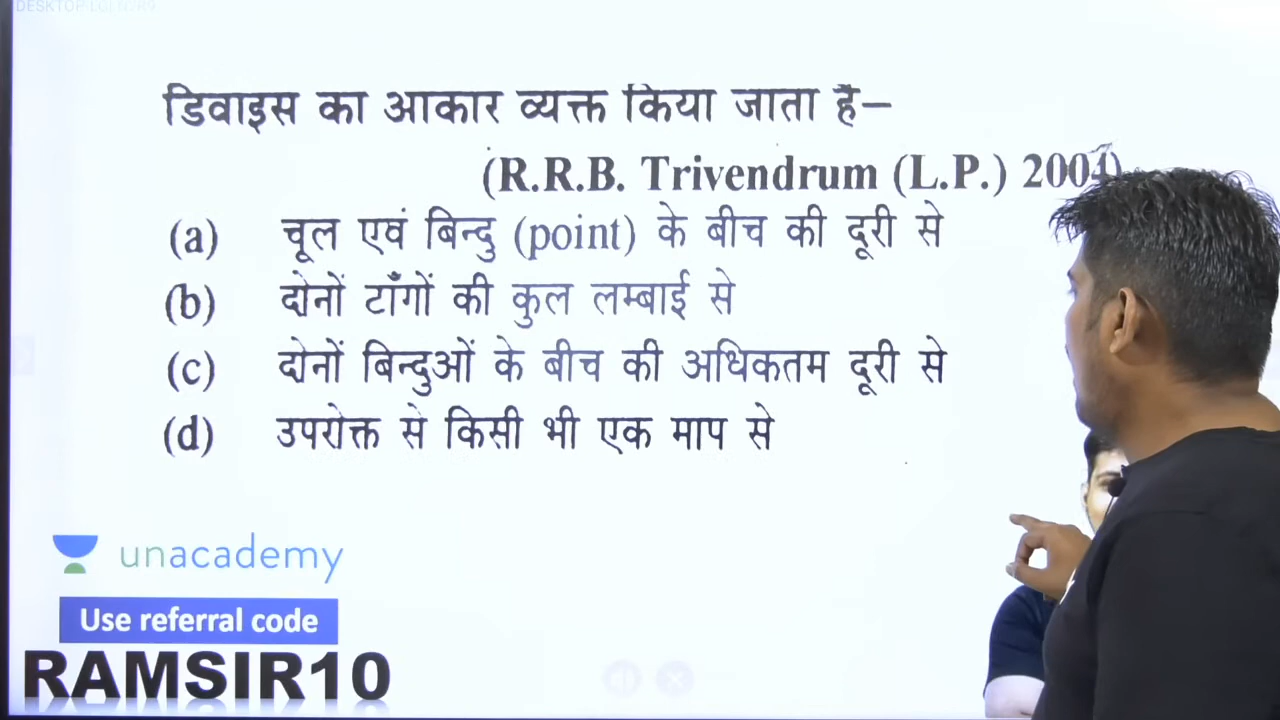 डिवाइस का आकार व्यक्त किया जाता है–
(R.R.B. Trivendrum (L.P.) 2004)
(a) चूल एवं बिन्दु (point) के बीच की दूरी से
(b) दोनों टाँगों की कुल लम्बाई से
(c) दोनों बिन्दुओं के बीच की अधिकतम दूरी से
(d) उपरोक्त से किसी भी एक माप से
unacademy
Use referral code
RAMSIR10